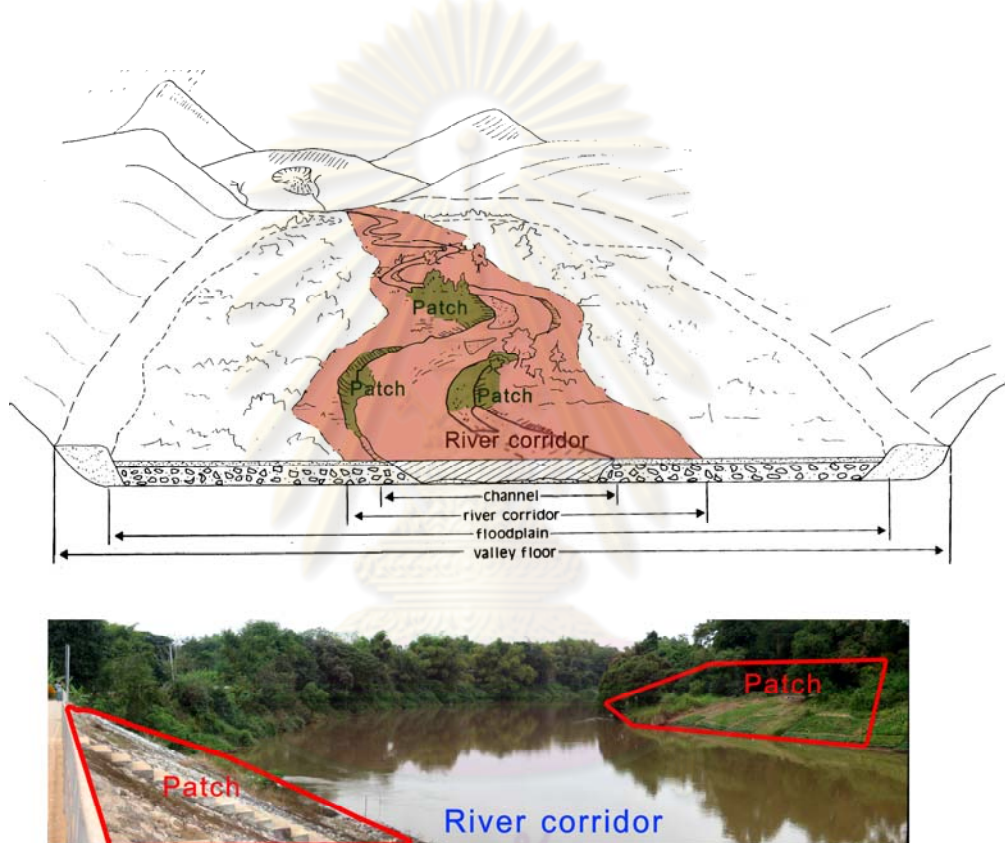 Patch
Patch
Patch
River corridor
channel
river corridor
floodplain
valley floor
Patch
Patch
River corridor